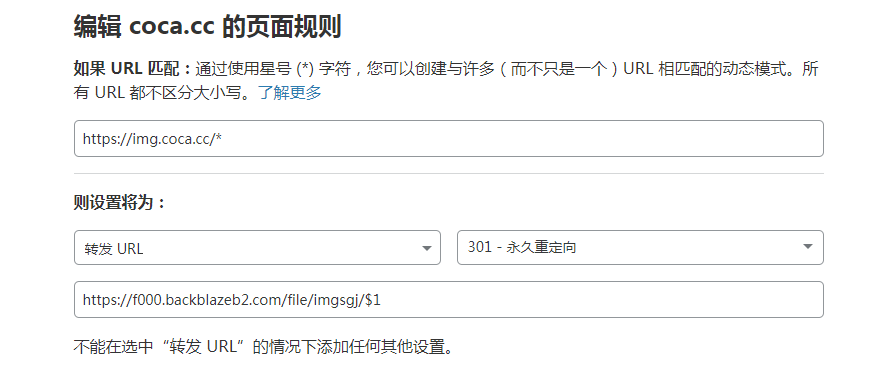 编辑 coca.cc 的页面规则
如果 URL 匹配：通过使用星号 (*) 字符，您可以创建与许多（而不只是一个）URL 相匹配的动态模式。所
有 URL 都不区分大小写。了解更多
https://img.coca.cc/*
则设置将为：
转发 URL
301 - 永久重定向
https://f000.backblazeb2.com/file/imgsgj/$1
不能在选中“转发 URL”的情况下添加任何其他设置。